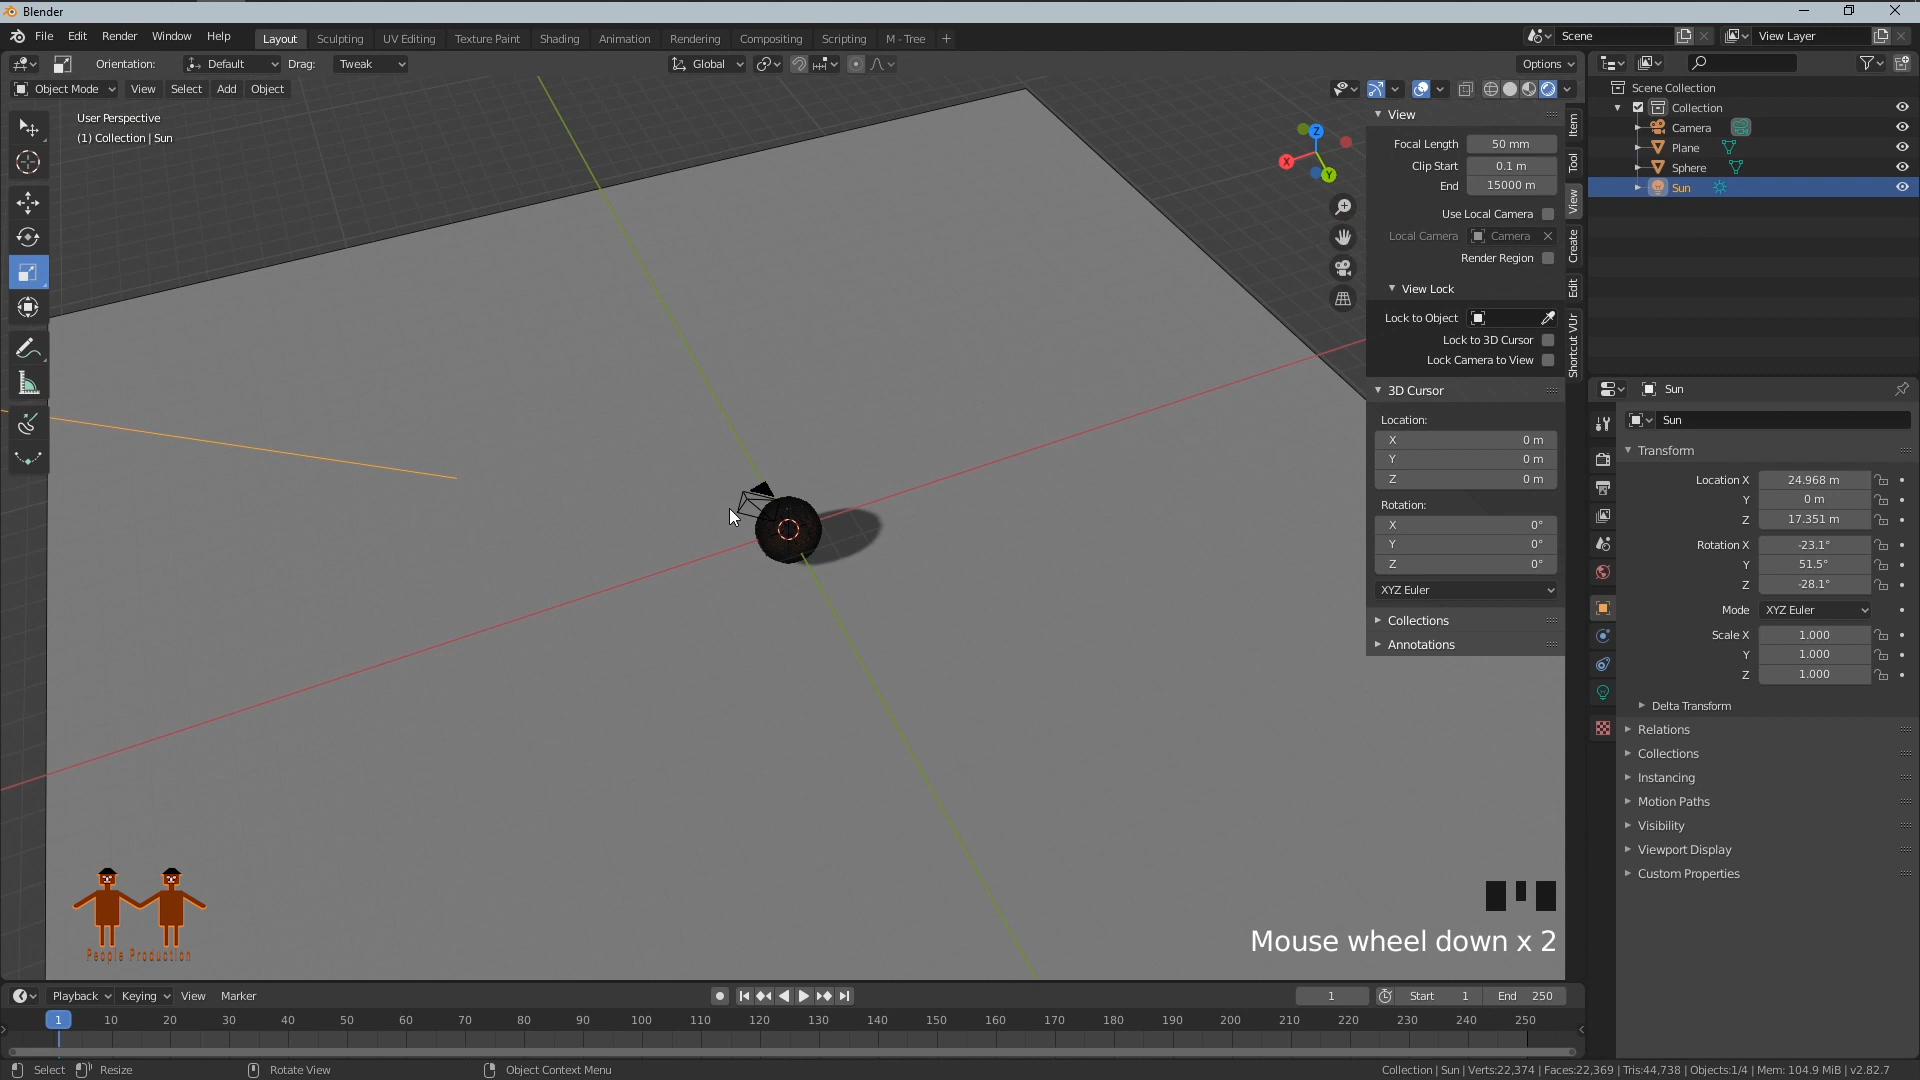 Blender
File Edit Render Window Help Layout Sculpting UV Editing Texture Paint Shading Animation Rendering Compositing Scripting M - Tree + Scene View Layer
Orientation: Default Drag: Tweak Global Options
Object Mode View Select Add Object
User Perspective
(1) Collection | Sun
Z
X
Y
View
Focal Length 50 mm
Clip Start 0.1 m
End 15000 m
Use Local Camera
Local Camera Camera
Render Region
View Lock
Lock to Object
Lock to 3D Cursor
Lock Camera to View
3D Cursor
Location:
X 0 m
Y 0 m
Z 0 m
Rotation:
X 0°
Y 0°
Z 0°
XYZ Euler
Collections
Annotations
Item
Tool
View
Create
Edit
Shortcut VUr
Scene Collection
Collection
Camera
Plane
Sphere
Sun
Sun
Sun
Transform
Location X 24.968 m
Y 0 m
Z 17.351 m
Rotation X -23.1°
Y 51.5°
Z -28.1°
Mode XYZ Euler
Scale X 1.000
Y 1.000
Z 1.000
Delta Transform
Relations
Collections
Instancing
Motion Paths
Visibility
Viewport Display
Custom Properties
People Production
Mouse wheel down x 2
Playback Keying View Marker 1 Start 1 End 250
1 10 20 30 40 50 60 70 80 90 100 110 120 130 140 150 160 170 180 190 200 210 220 230 240 250
Select Resize Rotate View Object Context Menu Collection | Sun | Verts:22,374 | Faces:22,369 | Tris:44,738 | Objects:1/4 | Mem: 104.9 MiB | v2.82.7